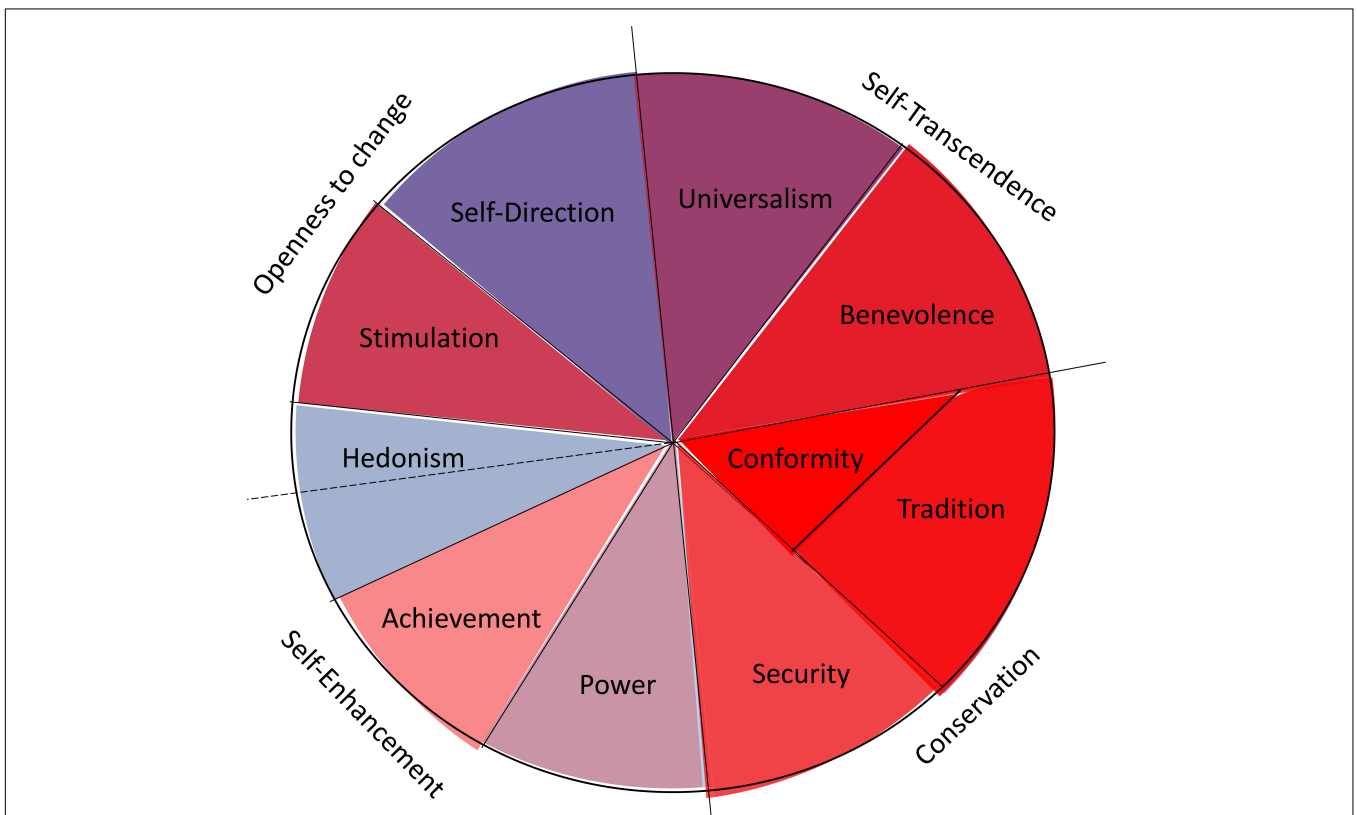 Self-Transcendence
Openness to change
Universalism
Self-Direction
Benevolence
Stimulation
Hedonism
Conformity
Tradition
Achievement
Security
Power
Self-Enhancement
Conservation